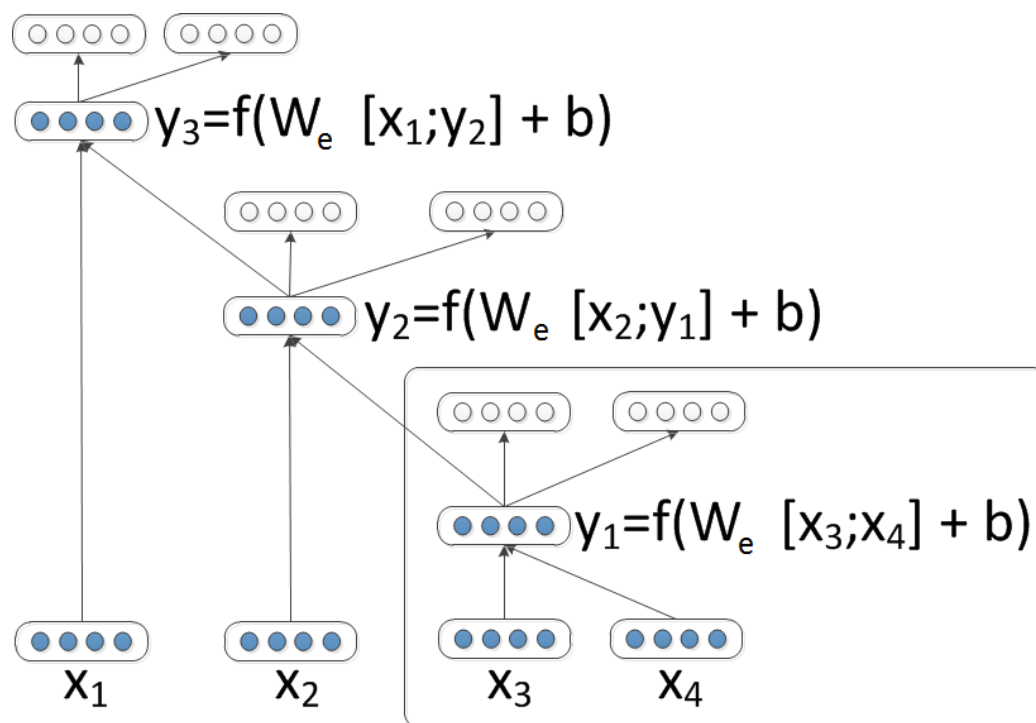 y₃=f(Wₑ [x₁;y₂] + b)
y₂=f(Wₑ [x₂;y₁] + b)
y₁=f(Wₑ [x₃;x₄] + b)
x₁ x₂ x₃ x₄